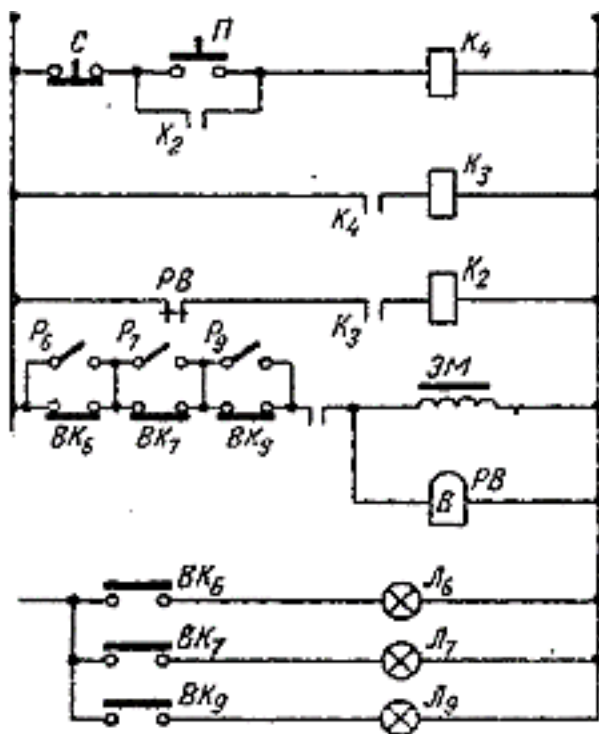 С П К4
К2
К3
К4
К2
РВ
К3
Р6 Р7 Р9
ЭМ
ВК6 ВК7 ВК9
В РВ
ВК6 Л6
ВК7 Л7
ВК9 Л9